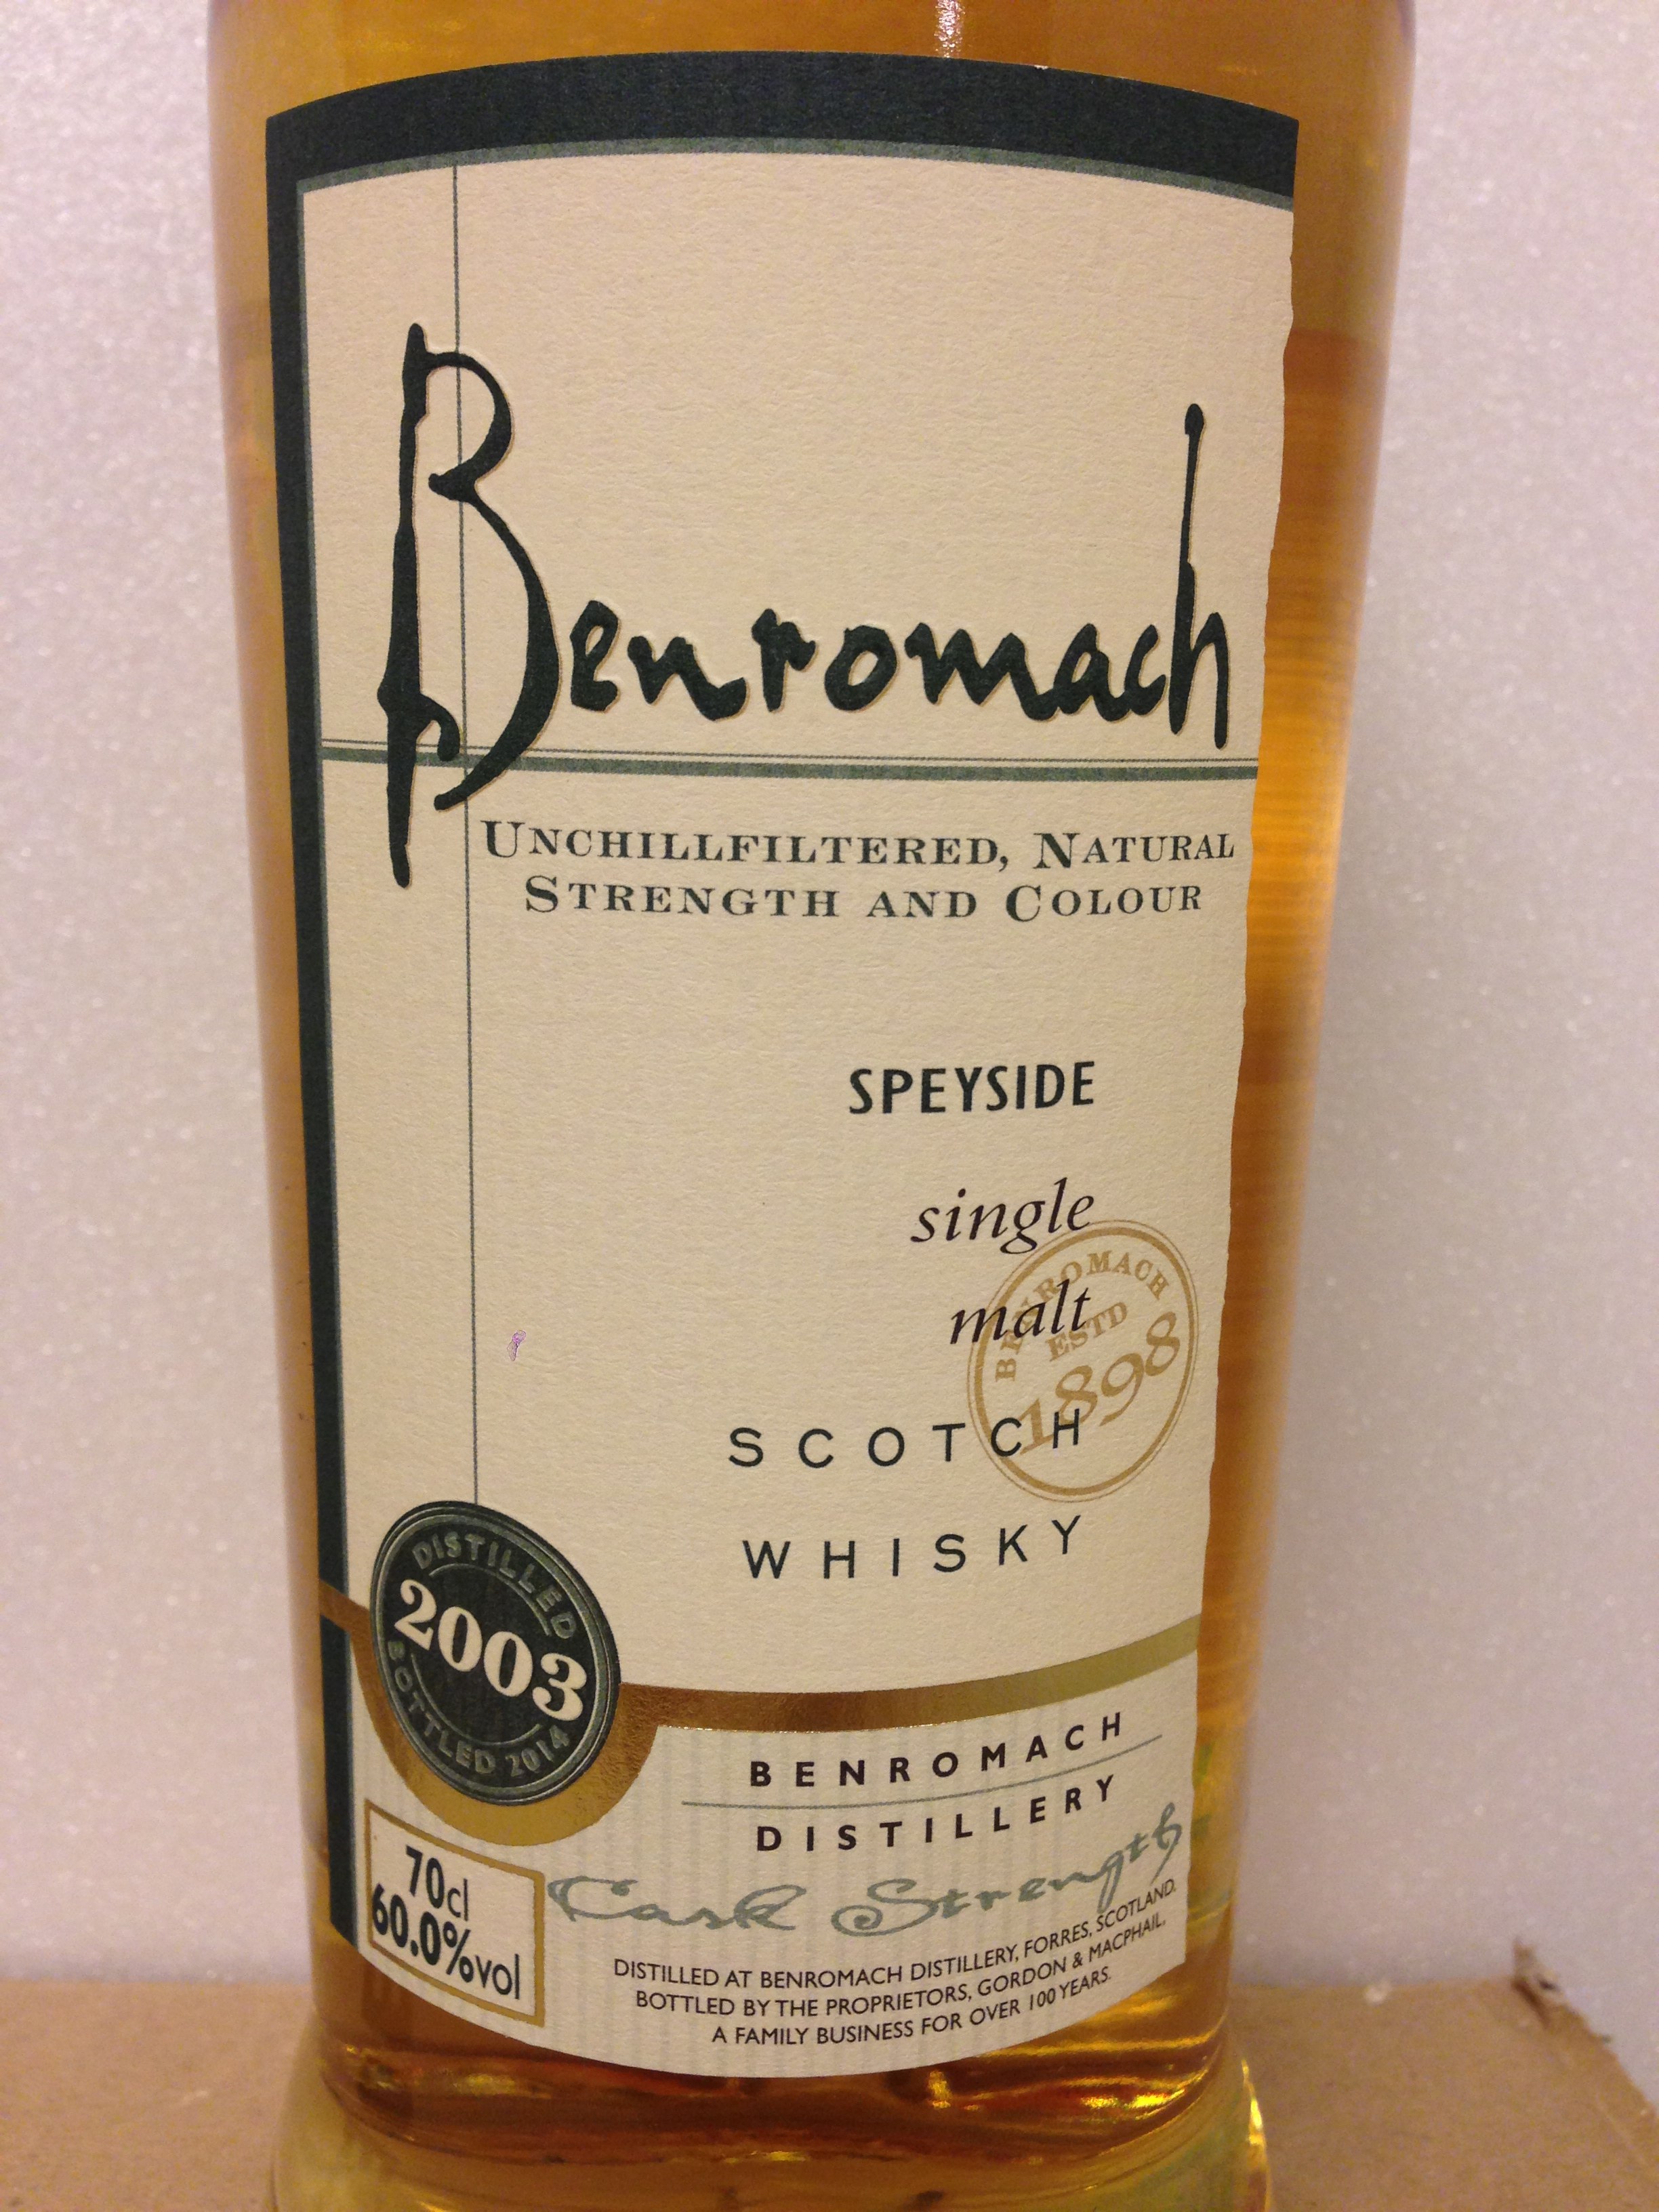 Benromach
UNCHILLFILTERED, NATURAL
STRENGTH AND COLOUR
SPEYSIDE
single
malt
BENROMACH
ESTD
1898
SCOTCH
WHISKY
DISTILLED
2003
BOTTLED 2014
BENROMACH
DISTILLERY
70cl
60.0%vol
Cask Strength
DISTILLED AT BENROMACH DISTILLERY, FORRES, SCOTLAND.
BOTTLED BY THE PROPRIETORS, GORDON & MACPHAIL,
A FAMILY BUSINESS FOR OVER 100 YEARS.